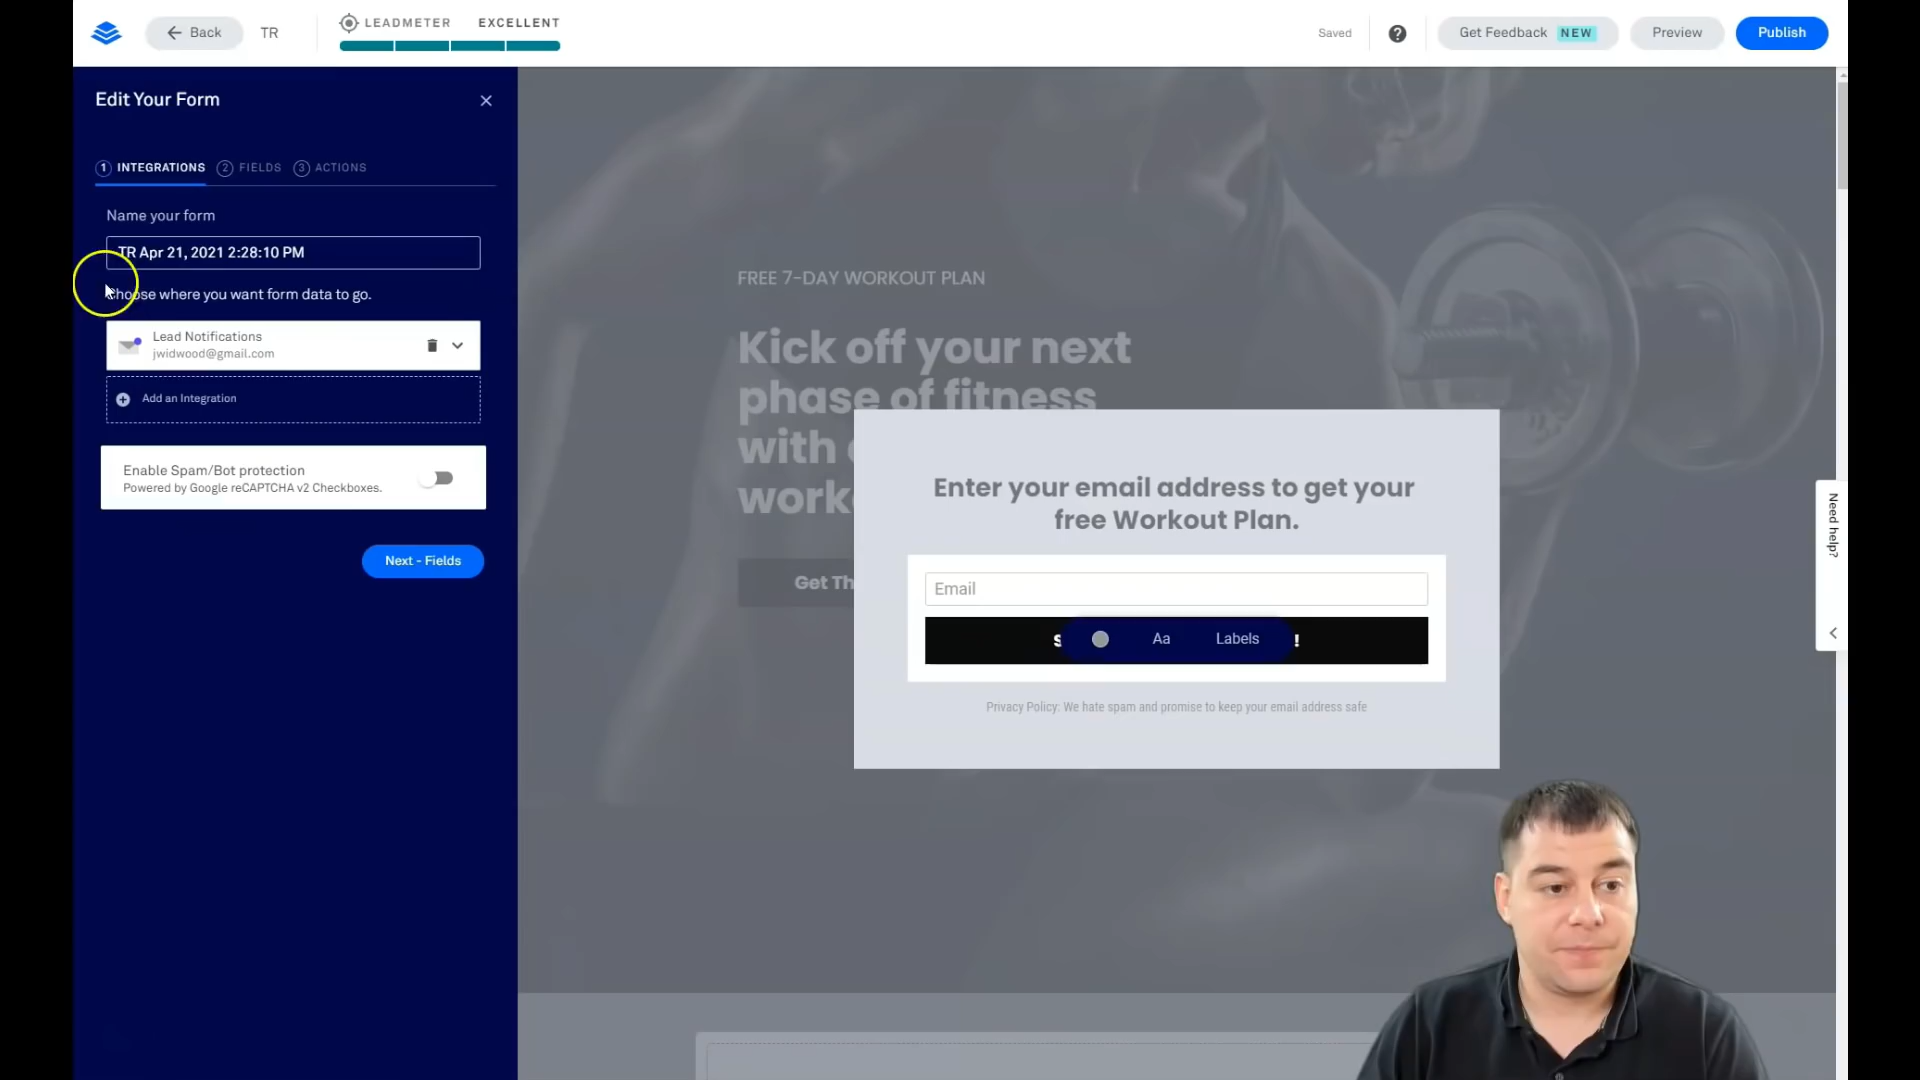 Back
TR
LEADMETER EXCELLENT
Saved
Get Feedback NEW
Preview
Publish
Edit Your Form
1 INTEGRATIONS 2 FIELDS 3 ACTIONS
Name your form
TR Apr 21, 2021 2:28:10 PM
Choose where you want form data to go.
Lead Notifications
jwidwood@gmail.com
Add an Integration
Enable Spam/Bot protection
Powered by Google reCAPTCHA v2 Checkboxes.
Next - Fields
FREE 7-DAY WORKOUT PLAN
Kick off your next
phase of fitness
with
work
Get Th
Enter your email address to get your
free Workout Plan.
Email
S !
Aa Labels
Privacy Policy: We hate spam and promise to keep your email address safe
Need help?